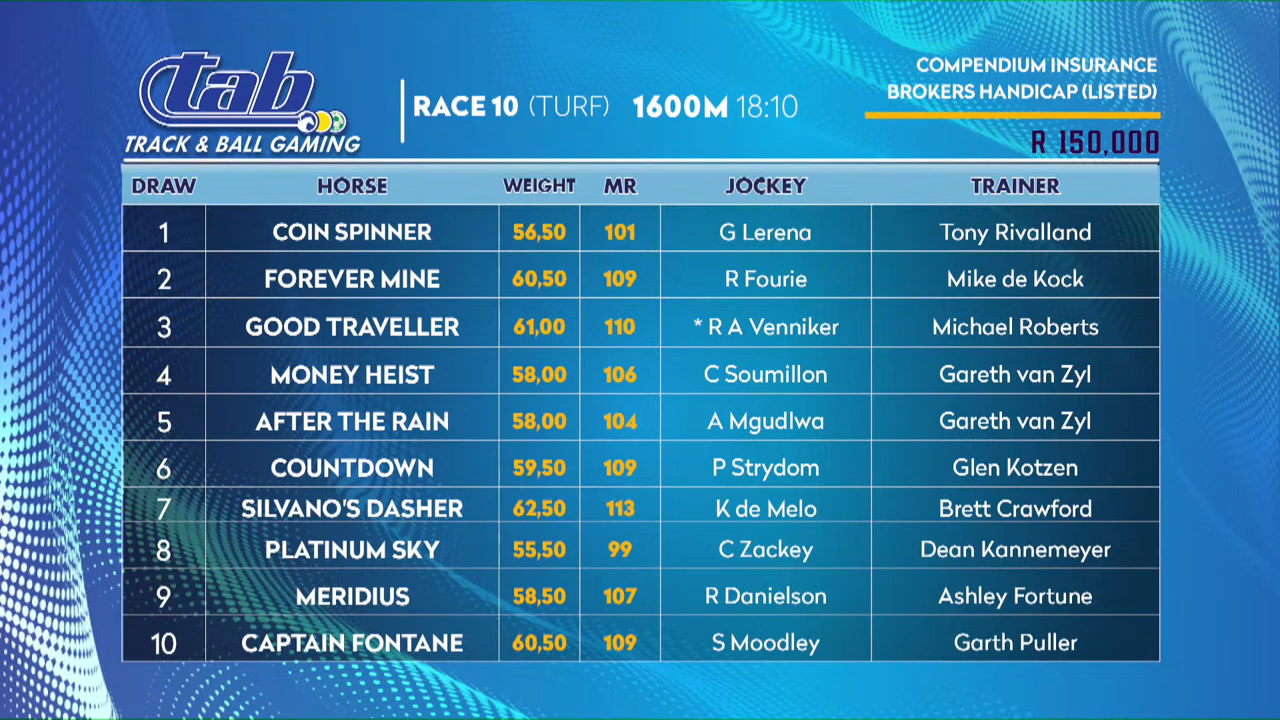 tab
TRACK & BALL GAMING
RACE 10 (TURF) 1600M 18:10
COMPENDIUM INSURANCE
BROKERS HANDICAP (LISTED)
R 150,000
DRAW HORSE WEIGHT MR JOCKEY TRAINER
1 COIN SPINNER 56,50 101 G Lerena Tony Rivalland
2 FOREVER MINE 60,50 109 R Fourie Mike de Kock
3 GOOD TRAVELLER 61,00 110 * R A Venniker Michael Roberts
4 MONEY HEIST 58,00 106 C Soumillon Gareth van Zyl
5 AFTER THE RAIN 58,00 104 A Mgudlwa Gareth van Zyl
6 COUNTDOWN 59,50 109 P Strydom Glen Kotzen
7 SILVANO'S DASHER 62,50 113 K de Melo Brett Crawford
8 PLATINUM SKY 55,50 99 C Zackey Dean Kannemeyer
9 MERIDIUS 58,50 107 R Danielson Ashley Fortune
10 CAPTAIN FONTANE 60,50 109 S Moodley Garth Puller